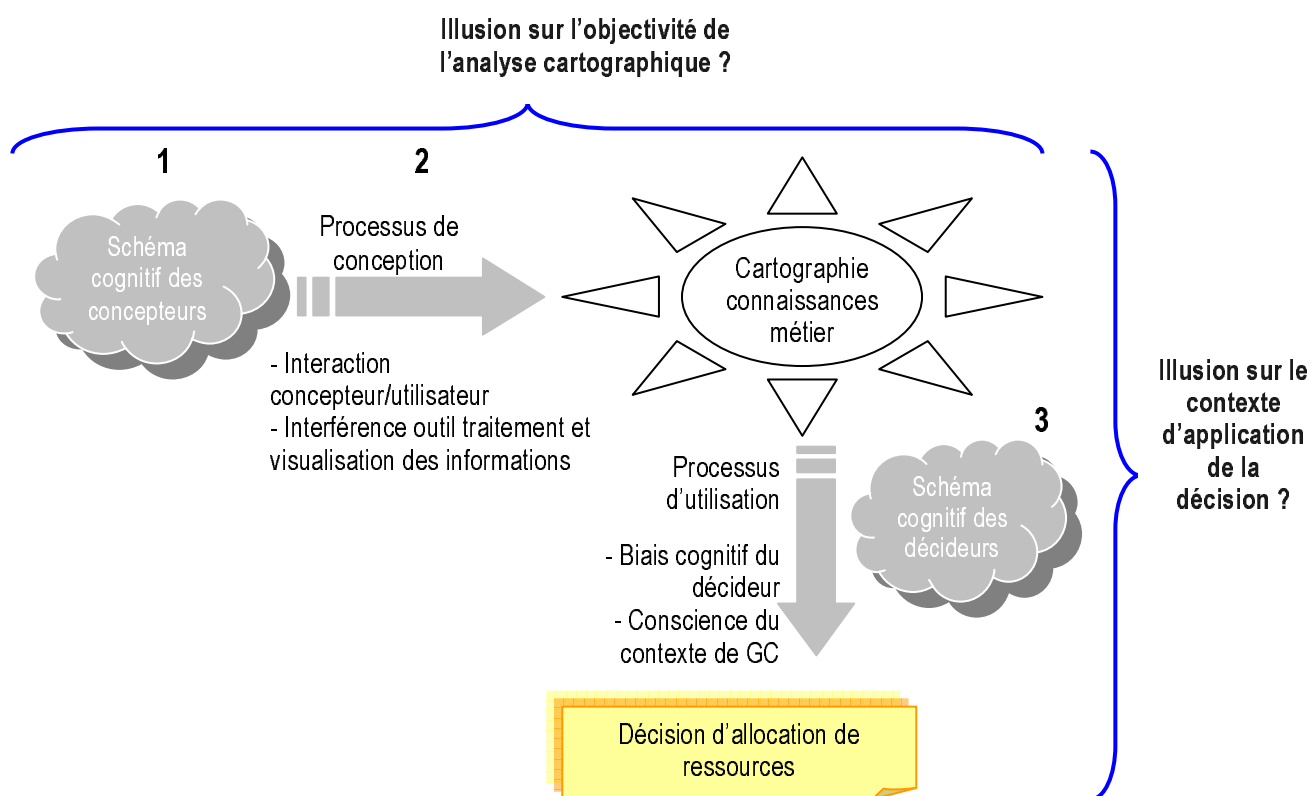 Illusion sur l’objectivité de
l’analyse cartographique ?
1
2
Schéma
cognitif des
concepteurs
Processus de
conception
- Interaction
concepteur/utilisateur
- Interférence outil traitement et
visualisation des informations
Cartographie
connaissances
métier
3
Processus
d’utilisation
- Biais cognitif du
décideur
- Conscience du
contexte de GC
Schéma
cognitif des
décideurs
Illusion sur le
contexte
d’application
de la
décision ?
Décision d’allocation de
ressources